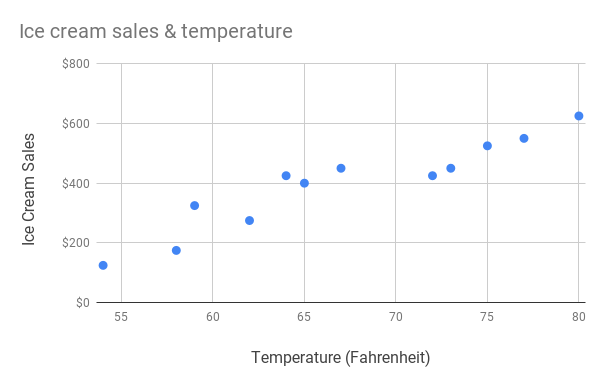 Ice cream sales & temperature
$800
$600
$400
$200
$0
Ice Cream Sales
55 60 65 70 75 80
Temperature (Fahrenheit)